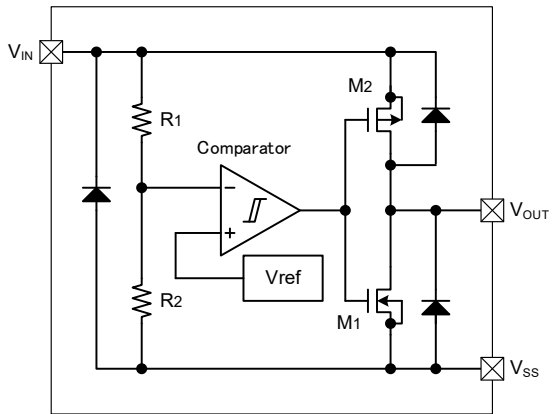 VIN
M2
R1
Comparator
−
+
VOUT
Vref
R2
M1
VSS